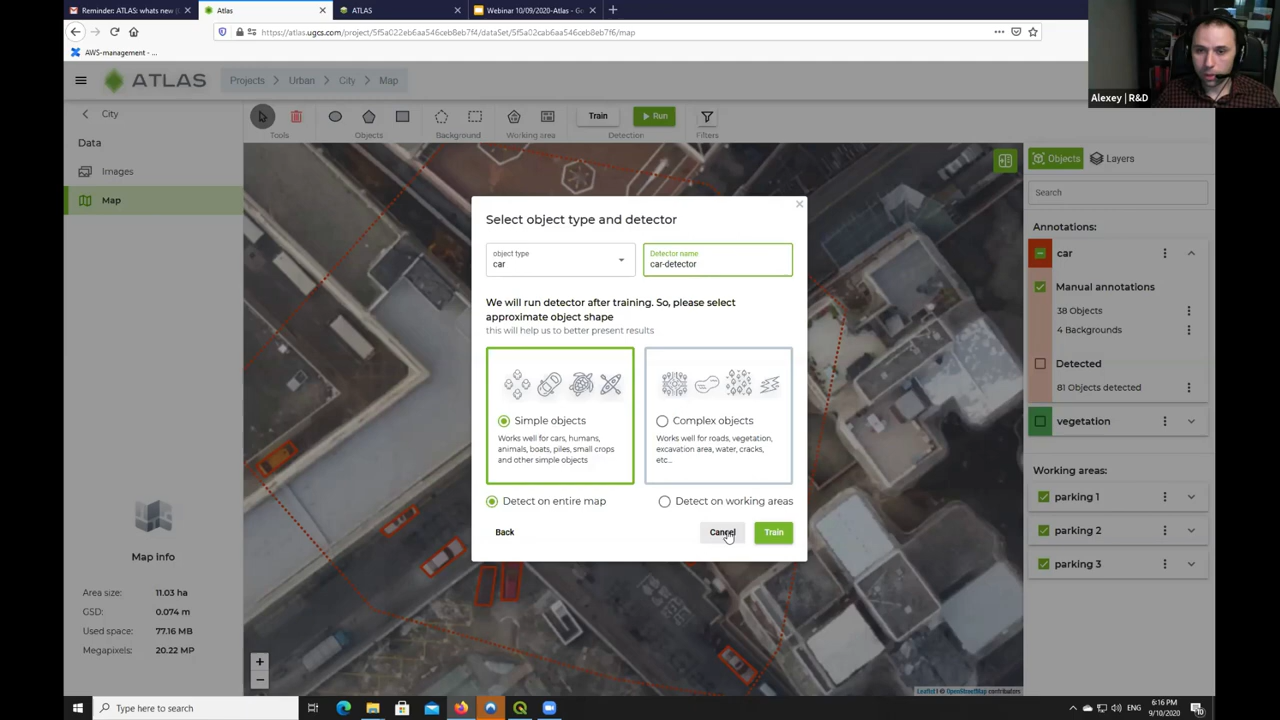 Reminder: ATLAS: whats new (
Atlas
ATLAS
Webinar 10/09/2020-Atlas - Go
https://atlas.ugcs.com/project/5f5a022eb6aa546ceb8eb7f4/dataSet/5f5a02cab6aa546ceb8eb7f6/map
AWS-management - ...
Alexey | R&D
ATLAS
Projects
Urban
City
Map
City
Tools
Objects
Background
Working area
Train
Run
Detection
Filters
Data
Images
Map
Objects
Layers
Search
Select object type and detector
object type
car
Detector name
car-detector
We will run detector after training. So, please select
approximate object shape
this will help us to better present results
Simple objects
Works well for cars, humans,
animals, boats, piles, small crops
and other simple objects
Complex objects
Works well for roads, vegetation,
excavation area, water, cracks,
etc...
Detect on entire map
Detect on working areas
Back
Cancel
Train
Annotations:
car
Manual annotations
38 Objects
4 Backgrounds
Detected
81 Objects detected
vegetation
Working areas:
parking 1
parking 2
parking 3
Map info
Area size:
11.03 ha
GSD:
0.074 m
Used space:
77.16 MB
Megapixels:
20.22 MP
+
−
Leaflet | © OpenStreetMap contributors
Type here to search
6:16 PM
9/10/2020